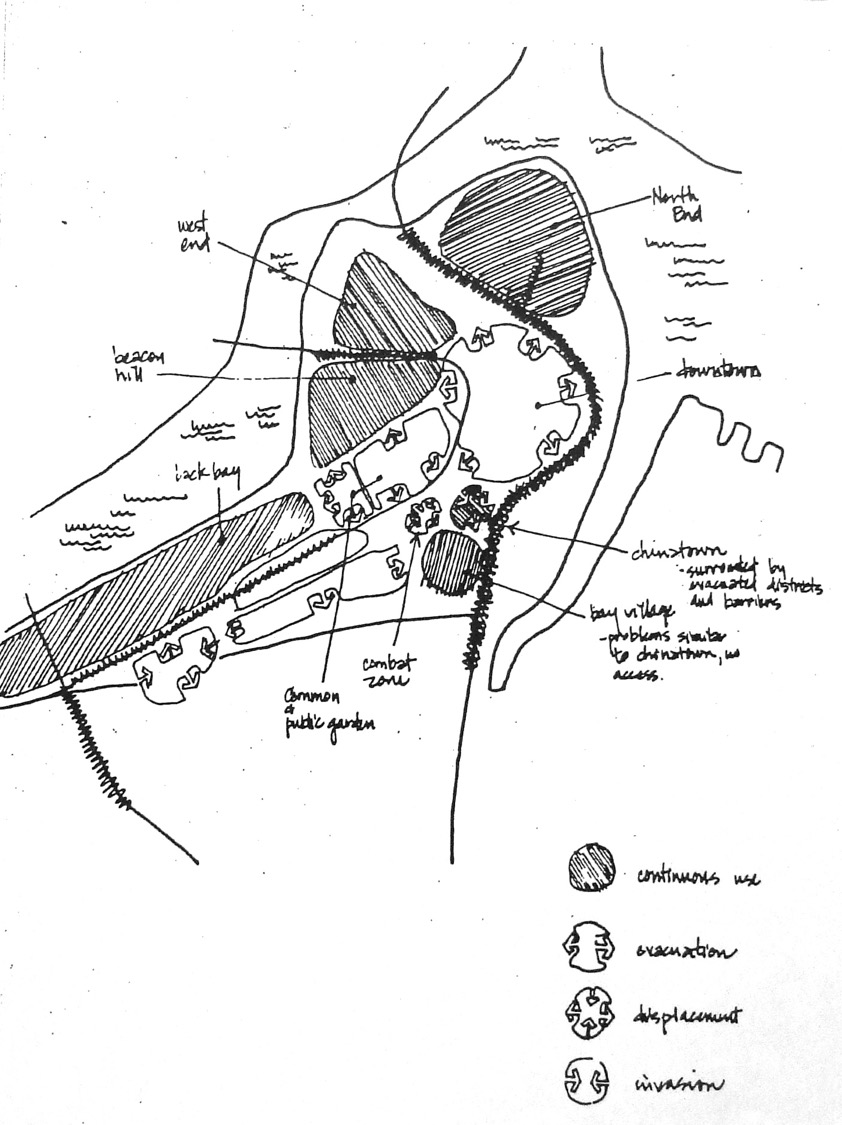 North
End
west
end
beacon
hill
downtown
back bay
chinatown
- surrounded by
evacuated districts
and barriers
bay village
- problems similar
to chinatown, no
access.
combat
zone
Common
&
public garden
continuous use
evacuation
displacement
invasion